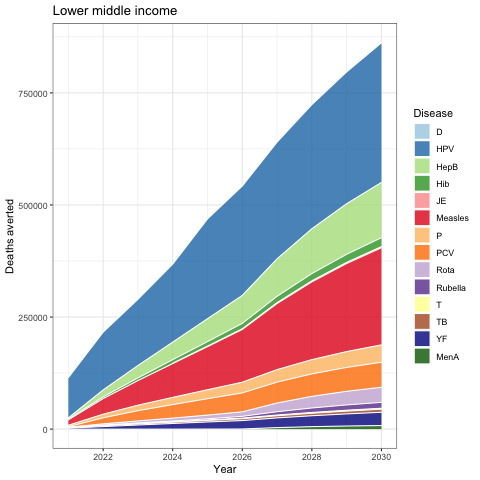 Lower middle income
Deaths averted
750000
500000
250000
0
2022
2024
2026
2028
2030
Year
Disease
D
HPV
HepB
Hib
JE
Measles
P
PCV
Rota
Rubella
T
TB
YF
MenA